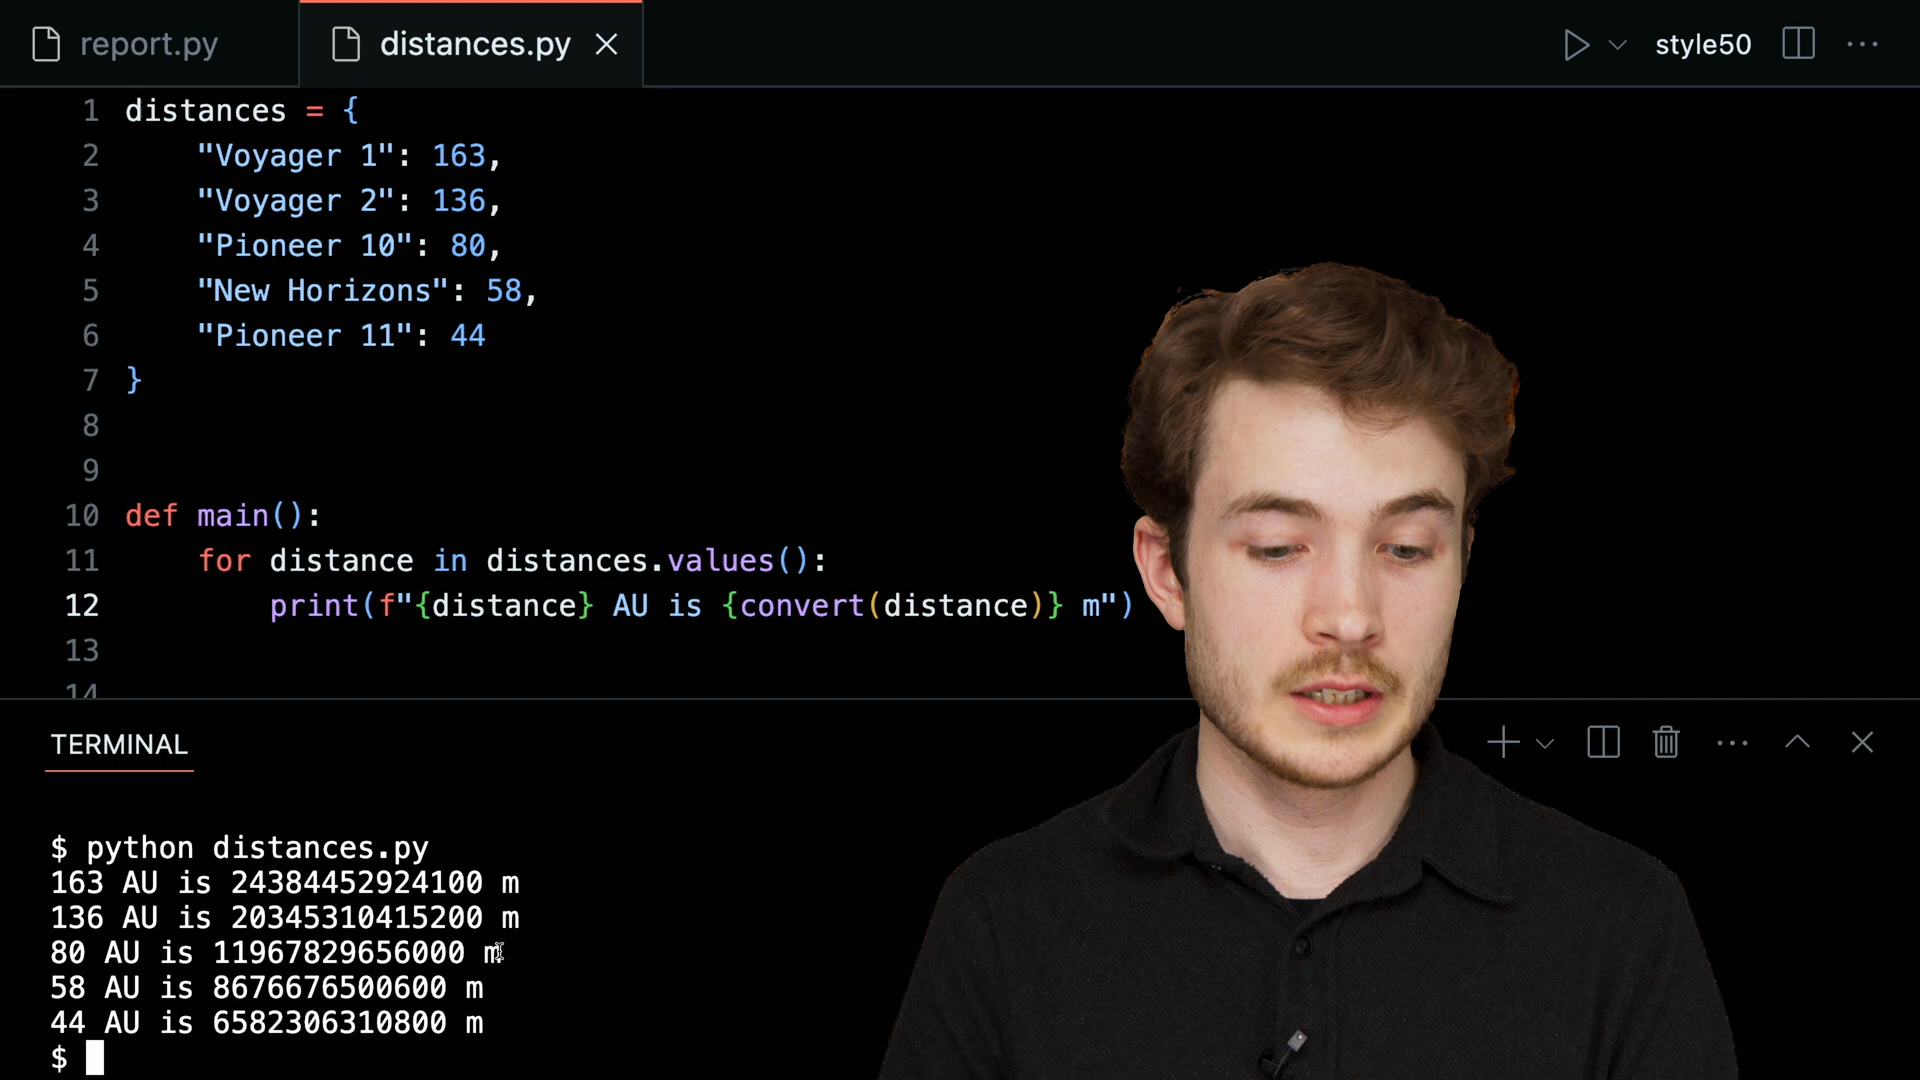 report.py
distances.py
style50
1 distances = {
2 "Voyager 1": 163,
3 "Voyager 2": 136,
4 "Pioneer 10": 80,
5 "New Horizons": 58,
6 "Pioneer 11": 44
7 }
8
9
10 def main():
11 for distance in distances.values():
12 print(f"{distance} AU is {convert(distance)} m")
13
14
TERMINAL
$ python distances.py
163 AU is 24384452924100 m
136 AU is 20345310415200 m
80 AU is 11967829656000 m
58 AU is 8676676500600 m
44 AU is 6582306310800 m
$